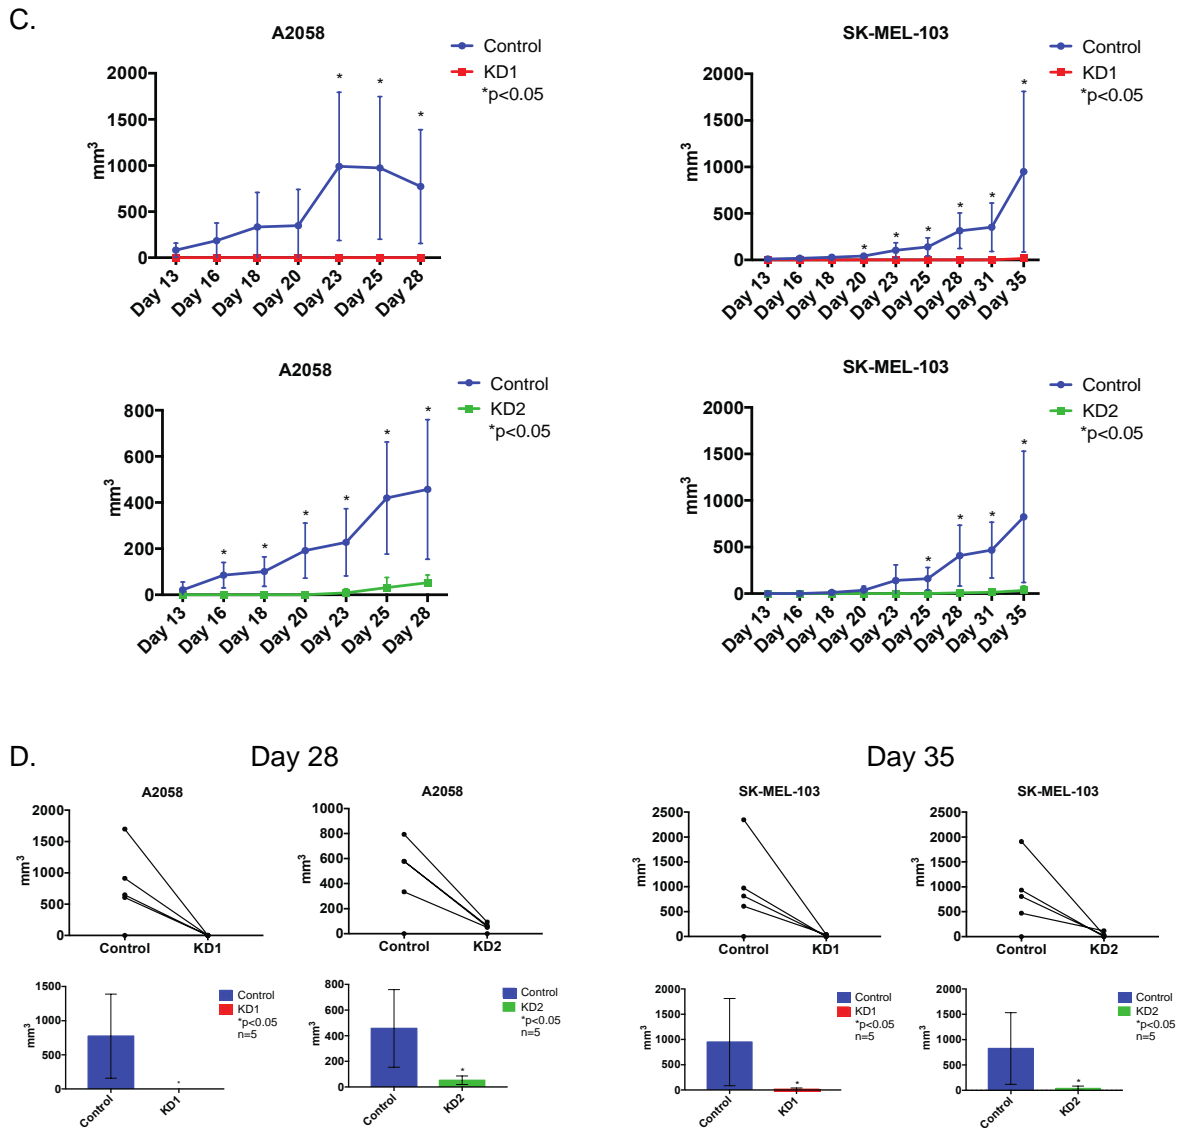 C.
A2058
Control
KD1
*p<0.05
mm³
2000
1500
1000
500
0
* * *
Day 13 Day 16 Day 18 Day 20 Day 23 Day 25 Day 28
SK-MEL-103
Control
KD1
*p<0.05
mm³
2000
1500
1000
500
0
* * * * * *
Day 13 Day 16 Day 18 Day 20 Day 23 Day 25 Day 28 Day 31 Day 35
A2058
Control
KD2
*p<0.05
mm³
800
600
400
200
0
* * * * * *
Day 13 Day 16 Day 18 Day 20 Day 23 Day 25 Day 28
SK-MEL-103
Control
KD2
*p<0.05
mm³
2000
1500
1000
500
0
* * * *
Day 13 Day 16 Day 18 Day 20 Day 23 Day 25 Day 28 Day 31 Day 35
D.
Day 28
Day 35
A2058
mm³
2000
1500
1000
500
0
Control KD1
A2058
mm³
1000
800
600
400
200
0
Control KD2
SK-MEL-103
mm³
2500
2000
1500
1000
500
0
Control KD1
SK-MEL-103
mm³
2500
2000
1500
1000
500
0
Control KD2
mm³
1500
1000
500
0
*
Control KD1
Control
KD1
*p<0.05
n=5
mm³
800
600
400
200
0
*
Control KD2
Control
KD2
*p<0.05
n=5
mm³
2000
1500
1000
500
0
*
Control KD1
Control
KD1
*p<0.05
n=5
mm³
2000
1500
1000
500
0
*
Control KD2
Control
KD2
*p<0.05
n=5